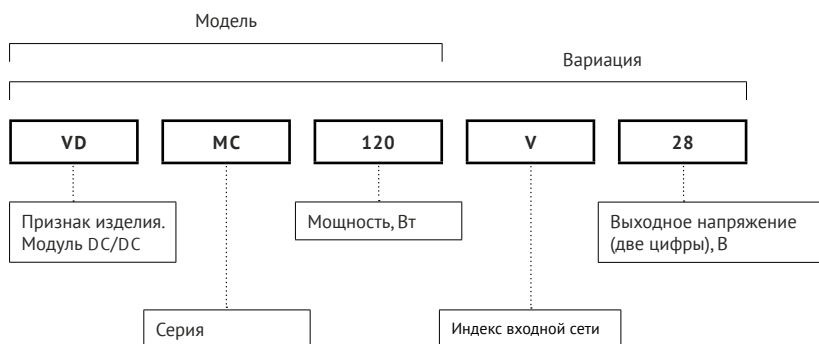 Модель
Вариация
VD MC 120 V 28
Признак изделия.
Модуль DC/DC
Мощность, Вт
Выходное напряжение
(две цифры), В
Серия
Индекс входной сети